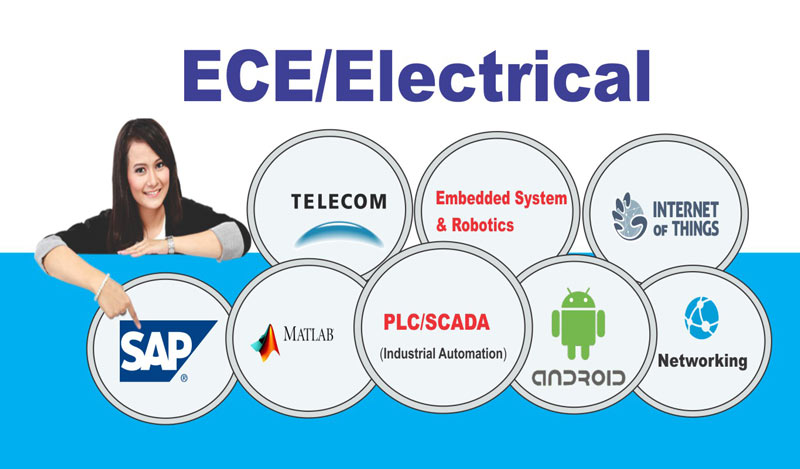 ECE/Electrical
TELECOM
Embedded System
& Robotics
INTERNET
OF THINGS
SAP
®
MATLAB
PLC/SCADA
(Industrial Automation)
ANDROID
Networking